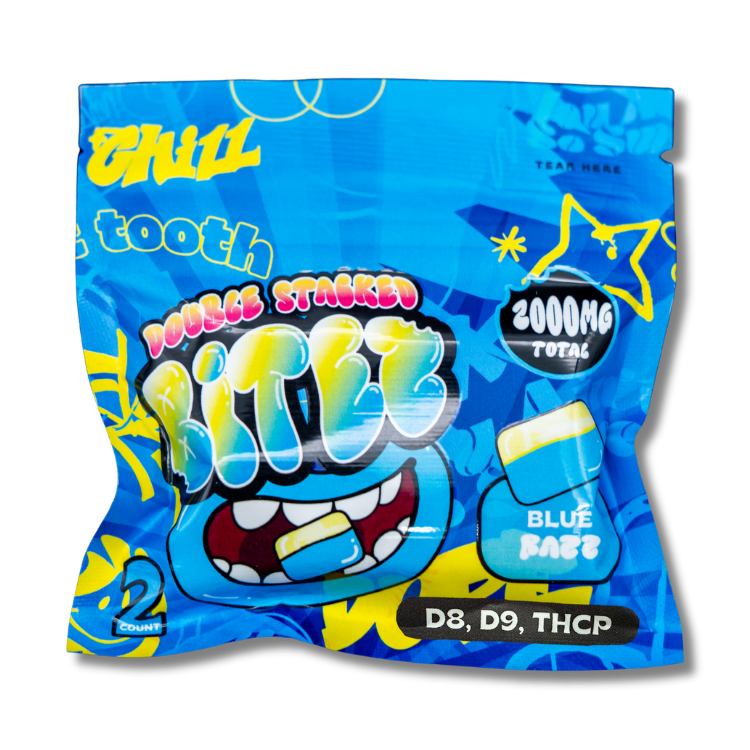 Chill
TEAR HERE
tooth
DOUBLE STACKED
BiTEZ
2000MG
TOTAL
BLUE
RAZZ
2
COUNT
D8, D9, THCP